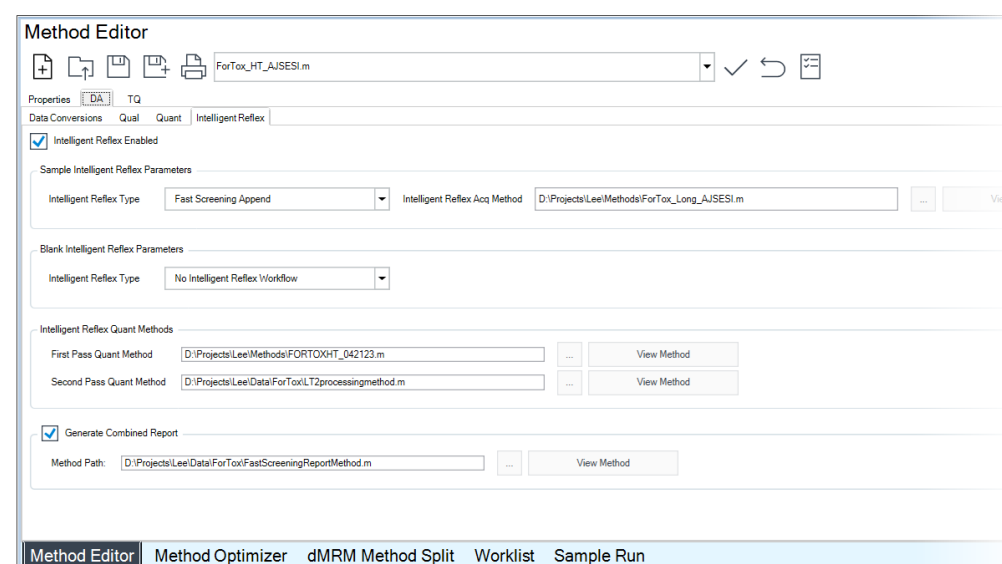 Method Editor
ForTox_HT_AJSESI.m
Properties DA TQ
Data Conversions Qual Quant Intelligent Reflex
Intelligent Reflex Enabled
Sample Intelligent Reflex Parameters
Intelligent Reflex Type Fast Screening Append Intelligent Reflex Acq Method D:\Projects\Lee\Methods\ForTox_Long_AJSESI.m ...
Blank Intelligent Reflex Parameters
Intelligent Reflex Type No Intelligent Reflex Workflow
Intelligent Reflex Quant Methods
First Pass Quant Method D:\Projects\Lee\Methods\FORTOXHT_042123.m ... View Method
Second Pass Quant Method D:\Projects\Lee\Data\ForTox\LT2processingmethod.m ... View Method
Generate Combined Report
Method Path: D:\Projects\Lee\Data\ForTox\FastScreeningReportMethod.m ... View Method
Method Editor Method Optimizer dMRM Method Split Worklist Sample Run